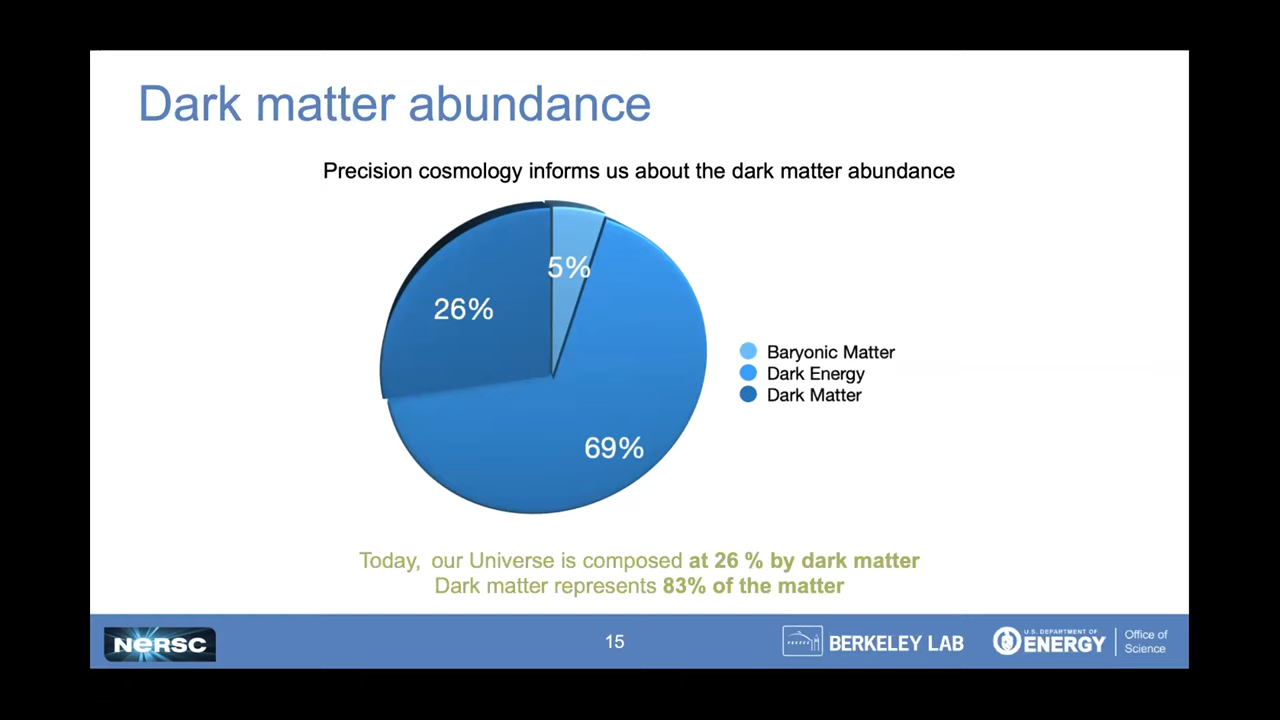 Dark matter abundance
Precision cosmology informs us about the dark matter abundance
5%
26%
69%
Baryonic Matter
Dark Energy
Dark Matter
Today, our Universe is composed at 26 % by dark matter
Dark matter represents 83% of the matter
NERSC
15
BERKELEY LAB
U.S. DEPARTMENT OF
ENERGY
Office of
Science